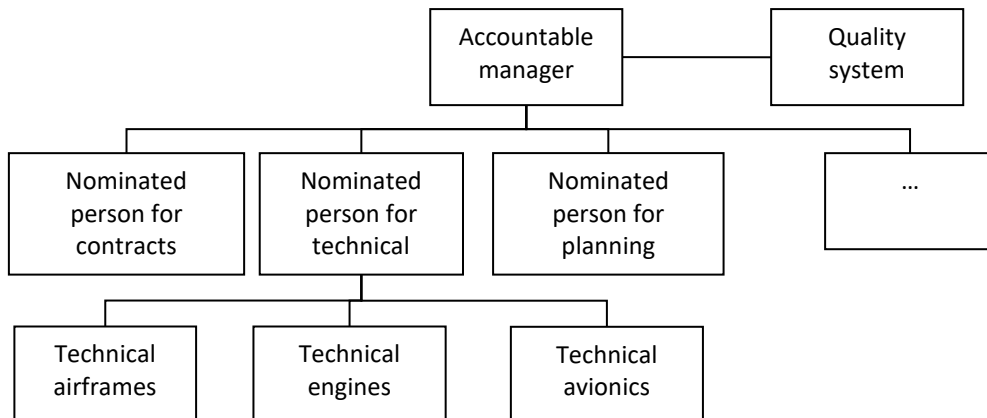 Accountable
manager
Quality
system
Nominated
person for
contracts
Nominated
person for
technical
Nominated
person for
planning
...
Technical
airframes
Technical
engines
Technical
avionics